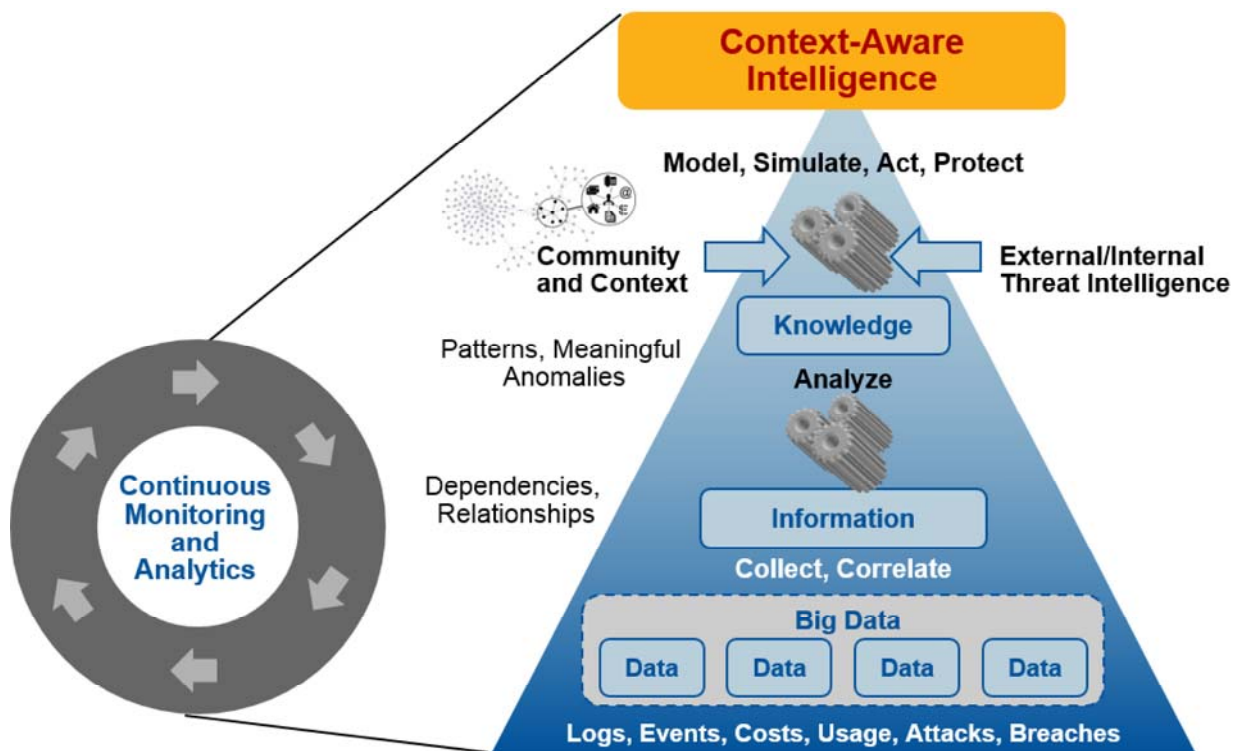 Context-Aware
Intelligence
Model, Simulate, Act, Protect
Community
and Context
External/Internal
Threat Intelligence
Knowledge
Patterns, Meaningful
Anomalies
Analyze
Continuous
Monitoring
and
Analytics
Dependencies,
Relationships
Information
Collect, Correlate
Big Data
Data Data Data Data
Logs, Events, Costs, Usage, Attacks, Breaches